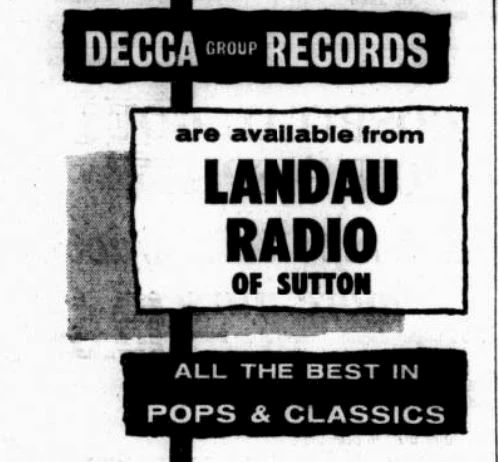 DECCA GROUP RECORDS
are available from
LANDAU
RADIO
OF SUTTON
ALL THE BEST IN
POPS & CLASSICS